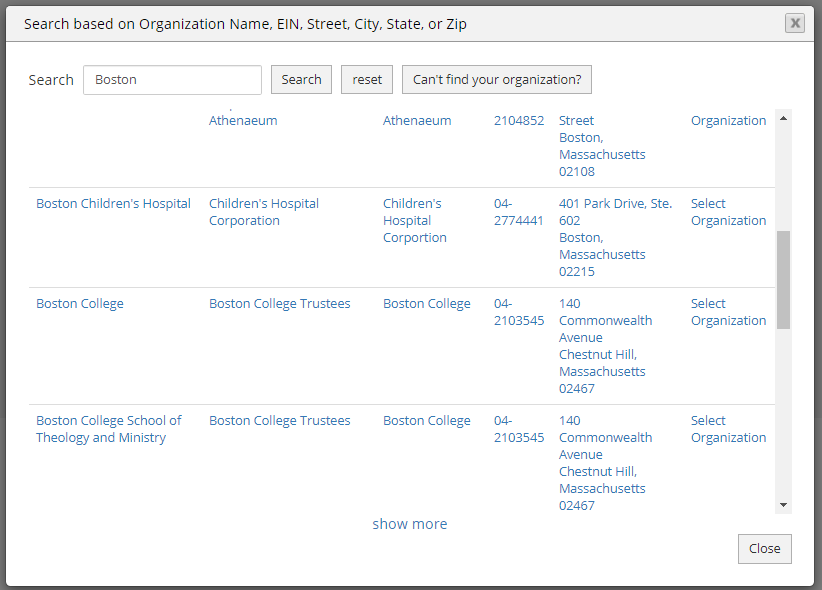 Search based on Organization Name, EIN, Street, City, State, or Zip
X
Search Boston Search reset Can't find your organization?
Athenaeum Athenaeum 2104852 Street Organization
Boston,
Massachusetts
02108
Boston Children's Hospital Children's Hospital Children's 04- 401 Park Drive, Ste. Select
Corporation Hospital 2774441 602 Organization
Corportion Boston,
Massachusetts
02215
Boston College Boston College Trustees Boston College 04- 140 Select
2103545 Commonwealth Organization
Avenue
Chestnut Hill,
Massachusetts
02467
Boston College School of Boston College Trustees Boston College 04- 140 Select
Theology and Ministry 2103545 Commonwealth Organization
Avenue
Chestnut Hill,
Massachusetts
02467
show more
Close